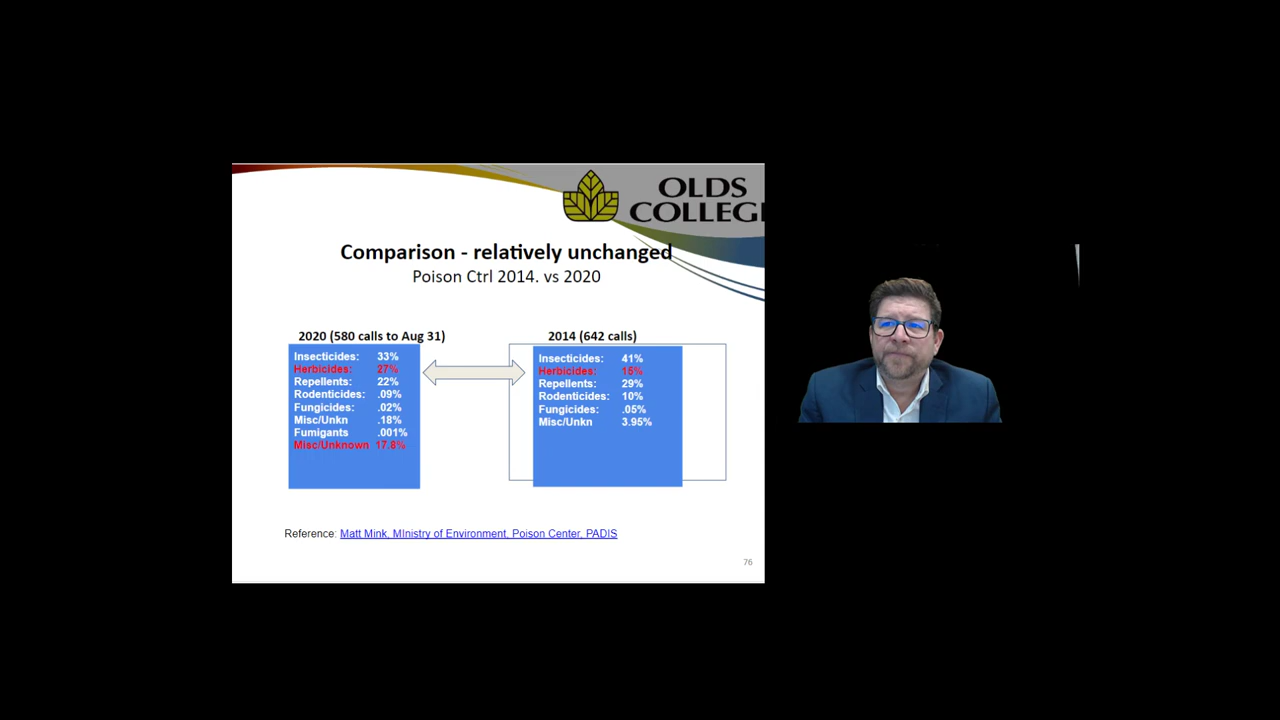 OLDS
COLLEG
Comparison - relatively unchanged
Poison Ctrl 2014. vs 2020
2020 (580 calls to Aug 31)
Insecticides: 33%
Herbicides: 27%
Repellents: 22%
Rodenticides: .09%
Fungicides: .02%
Misc/Unkn .18%
Fumigants .001%
Misc/Unknown 17.8%
2014 (642 calls)
Insecticides: 41%
Herbicides: 15%
Repellents: 29%
Rodenticides: 10%
Fungicides: .05%
Misc/Unkn 3.95%
Reference: Matt Mink, MInistry of Environment, Poison Center, PADIS
76